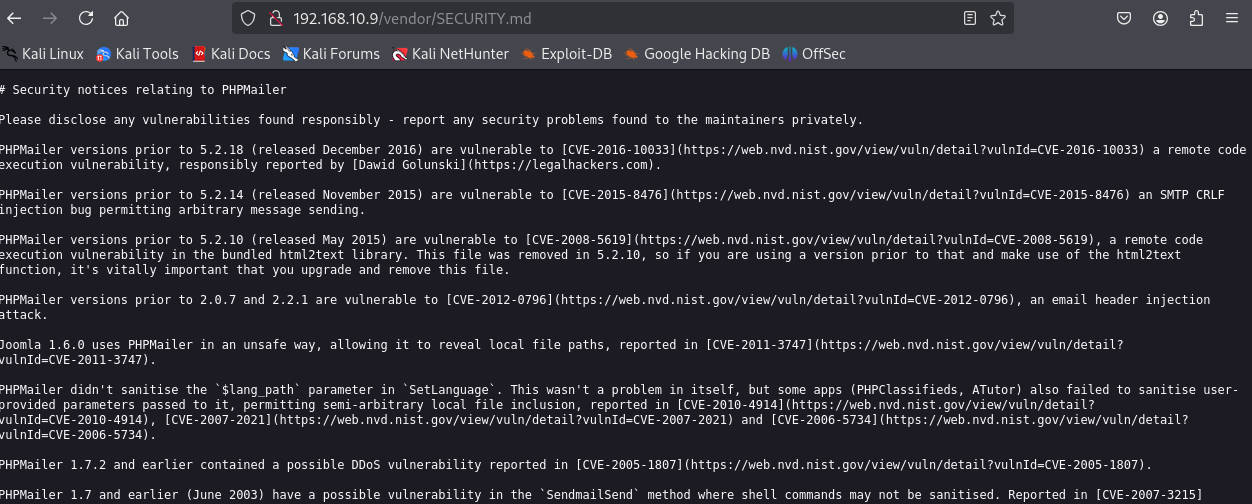 192.168.10.9/vendor/SECURITY.md
Kali Linux Kali Tools Kali Docs Kali Forums Kali NetHunter Exploit-DB Google Hacking DB OffSec
# Security notices relating to PHPMailer
Please disclose any vulnerabilities found responsibly - report any security problems found to the maintainers privately.
PHPMailer versions prior to 5.2.18 (released December 2016) are vulnerable to [CVE-2016-10033](https://web.nvd.nist.gov/view/vuln/detail?vulnId=CVE-2016-10033) a remote code
execution vulnerability, responsibly reported by [Dawid Golunski](https://legalhackers.com).
PHPMailer versions prior to 5.2.14 (released November 2015) are vulnerable to [CVE-2015-8476](https://web.nvd.nist.gov/view/vuln/detail?vulnId=CVE-2015-8476) an SMTP CRLF
injection bug permitting arbitrary message sending.
PHPMailer versions prior to 5.2.10 (released May 2015) are vulnerable to [CVE-2008-5619](https://web.nvd.nist.gov/view/vuln/detail?vulnId=CVE-2008-5619), a remote code
execution vulnerability in the bundled html2text library. This file was removed in 5.2.10, so if you are using a version prior to that and make use of the html2text
function, it's vitally important that you upgrade and remove this file.
PHPMailer versions prior to 2.0.7 and 2.2.1 are vulnerable to [CVE-2012-0796](https://web.nvd.nist.gov/view/vuln/detail?vulnId=CVE-2012-0796), an email header injection
attack.
Joomla 1.6.0 uses PHPMailer in an unsafe way, allowing it to reveal local file paths, reported in [CVE-2011-3747](https://web.nvd.nist.gov/view/vuln/detail?
vulnId=CVE-2011-3747).
PHPMailer didn't sanitise the `$lang_path` parameter in `SetLanguage`. This wasn't a problem in itself, but some apps (PHPClassifieds, ATutor) also failed to sanitise user-
provided parameters passed to it, permitting semi-arbitrary local file inclusion, reported in [CVE-2010-4914](https://web.nvd.nist.gov/view/vuln/detail?
vulnId=CVE-2010-4914), [CVE-2007-2021](https://web.nvd.nist.gov/view/vuln/detail?vulnId=CVE-2007-2021) and [CVE-2006-5734](https://web.nvd.nist.gov/view/vuln/detail?
vulnId=CVE-2006-5734).
PHPMailer 1.7.2 and earlier contained a possible DDoS vulnerability reported in [CVE-2005-1807](https://web.nvd.nist.gov/view/vuln/detail?vulnId=CVE-2005-1807).
PHPMailer 1.7 and earlier (June 2003) have a possible vulnerability in the `SendmailSend` method where shell commands may not be sanitised. Reported in [CVE-2007-3215]